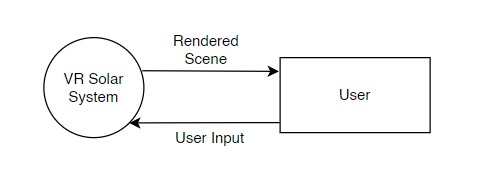 Rendered
Scene
VR Solar
System
User
User Input